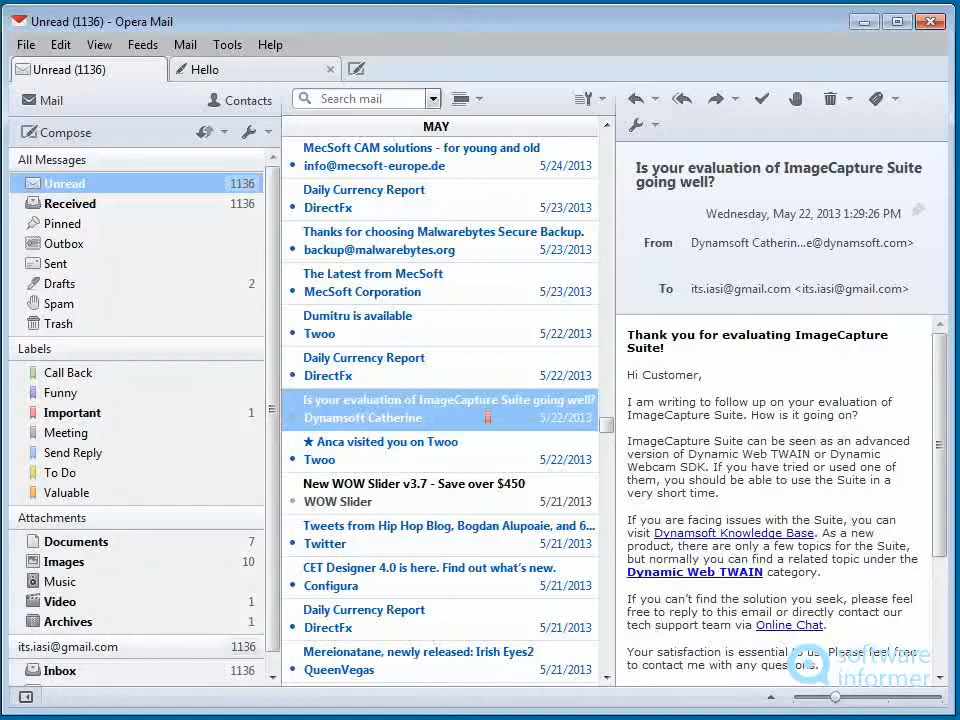 Unread (1136) - Opera Mail
File Edit View Feeds Mail Tools Help
Unread (1136)
Hello
Mail
Contacts
Compose
All Messages
Unread 1136
Received 1136
Pinned
Outbox
Sent
Drafts 2
Spam
Trash
Labels
Call Back
Funny
Important 1
Meeting
Send Reply
To Do
Valuable
Attachments
Documents 7
Images 10
Music
Video 1
Archives 1
its.iasi@gmail.com 1136
Inbox 1136
Search mail
MAY
MecSoft CAM solutions - for young and old
info@mecsoft-europe.de 5/24/2013
Daily Currency Report
DirectFx 5/23/2013
Thanks for choosing Malwarebytes Secure Backup.
backup@malwarebytes.org 5/23/2013
The Latest from MecSoft
MecSoft Corporation 5/23/2013
Dumitru is available
Twoo 5/22/2013
Daily Currency Report
DirectFx 5/22/2013
Is your evaluation of ImageCapture Suite going well?
Dynamsoft Catherine 5/22/2013
★ Anca visited you on Twoo
Twoo 5/22/2013
New WOW Slider v3.7 - Save over $450
WOW Slider 5/21/2013
Tweets from Hip Hop Blog, Bogdan Alupoaie, and 6...
Twitter 5/21/2013
CET Designer 4.0 is here. Find out what's new.
Configura 5/21/2013
Daily Currency Report
DirectFx 5/21/2013
Mereionatane, newly released: Irish Eyes2
QueenVegas 5/21/2013
Is your evaluation of ImageCapture Suite
going well?
Wednesday, May 22, 2013 1:29:26 PM
From Dynamsoft Catherin...e@dynamsoft.com>
To its.iasi@gmail.com <its.iasi@gmail.com>
Thank you for evaluating ImageCapture
Suite!
Hi Customer,
I am writing to follow up on your evaluation of
ImageCapture Suite. How is it going on?
ImageCapture Suite can be seen as an advanced
version of Dynamic Web TWAIN or Dynamic
Webcam SDK. If you have tried or used one of
them, you should be able to use the Suite in a
very short time.
If you are facing issues with the Suite, you can
visit Dynamsoft Knowledge Base. As a new
product, there are only a few topics for the Suite,
but normally you can find a related topic under the
Dynamic Web TWAIN category.
If you can't find the solution you seek, please feel
free to reply to this email or directly contact our
tech support team via Online Chat.
Your satisfaction is essential to us. Please feel free
to contact me with any questions.
software
informer